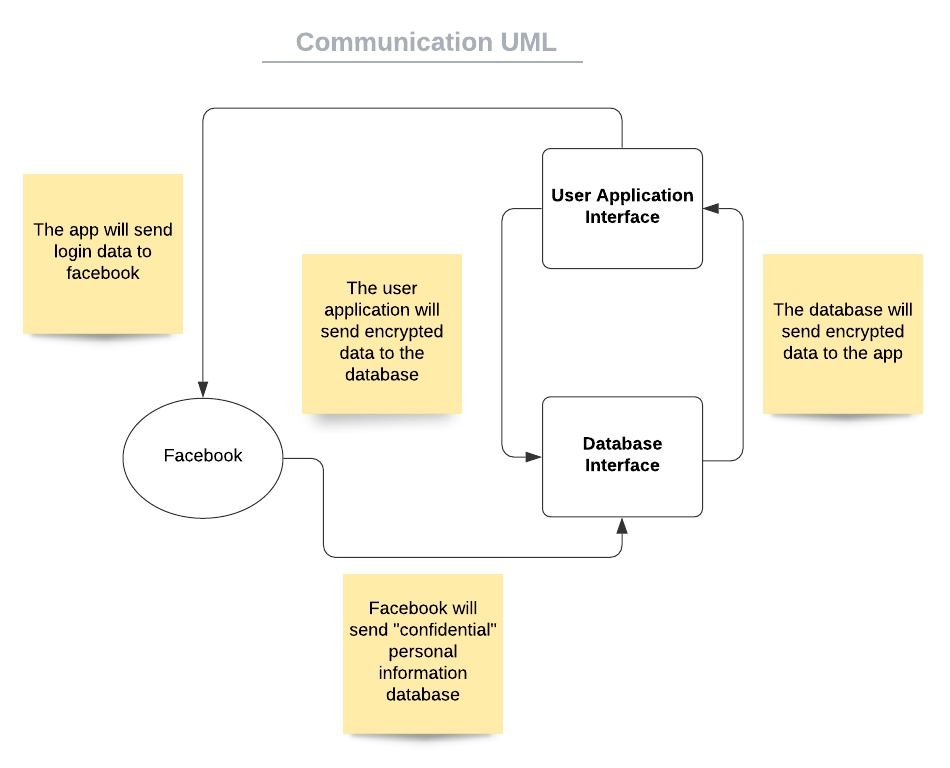 Communication UML
User Application
Interface
The app will send
login data to
facebook
The user
application will
send encrypted
data to the
database
The database will
send encrypted
data to the app
Facebook
Database
Interface
Facebook will
send "confidential"
personal
information
database